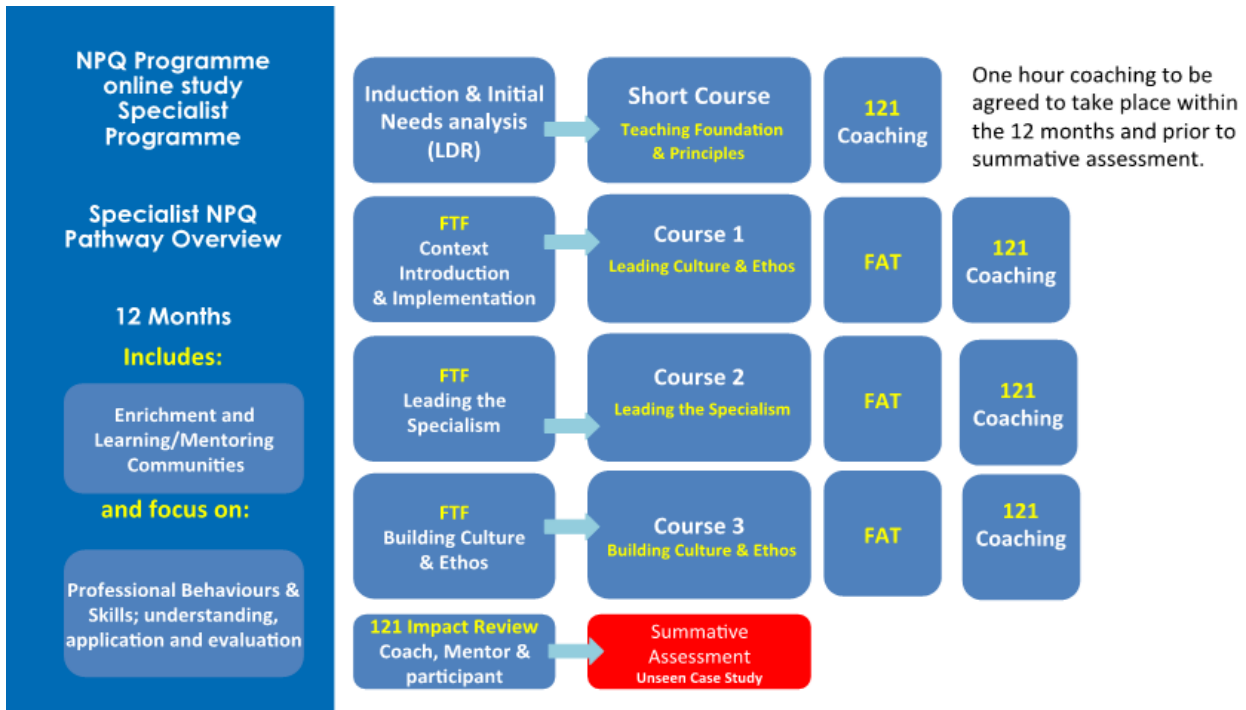 NPQ Programme
online study
Specialist
Programme
Specialist NPQ
Pathway Overview
12 Months
Includes:
Enrichment and
Learning/Mentoring
Communities
and focus on:
Professional Behaviours &
Skills; understanding,
application and evaluation
Induction & Initial
Needs analysis
(LDR)
Short Course
Teaching Foundation
& Principles
121
Coaching
One hour coaching to be
agreed to take place within
the 12 months and prior to
summative assessment.
FTF
Context
Introduction
& Implementation
Course 1
Leading Culture & Ethos
FAT
121
Coaching
FTF
Leading the
Specialism
Course 2
Leading the Specialism
FAT
121
Coaching
FTF
Building Culture
& Ethos
Course 3
Building Culture & Ethos
FAT
121
Coaching
121 Impact Review
Coach, Mentor &
participant
Summative
Assessment
Unseen Case Study